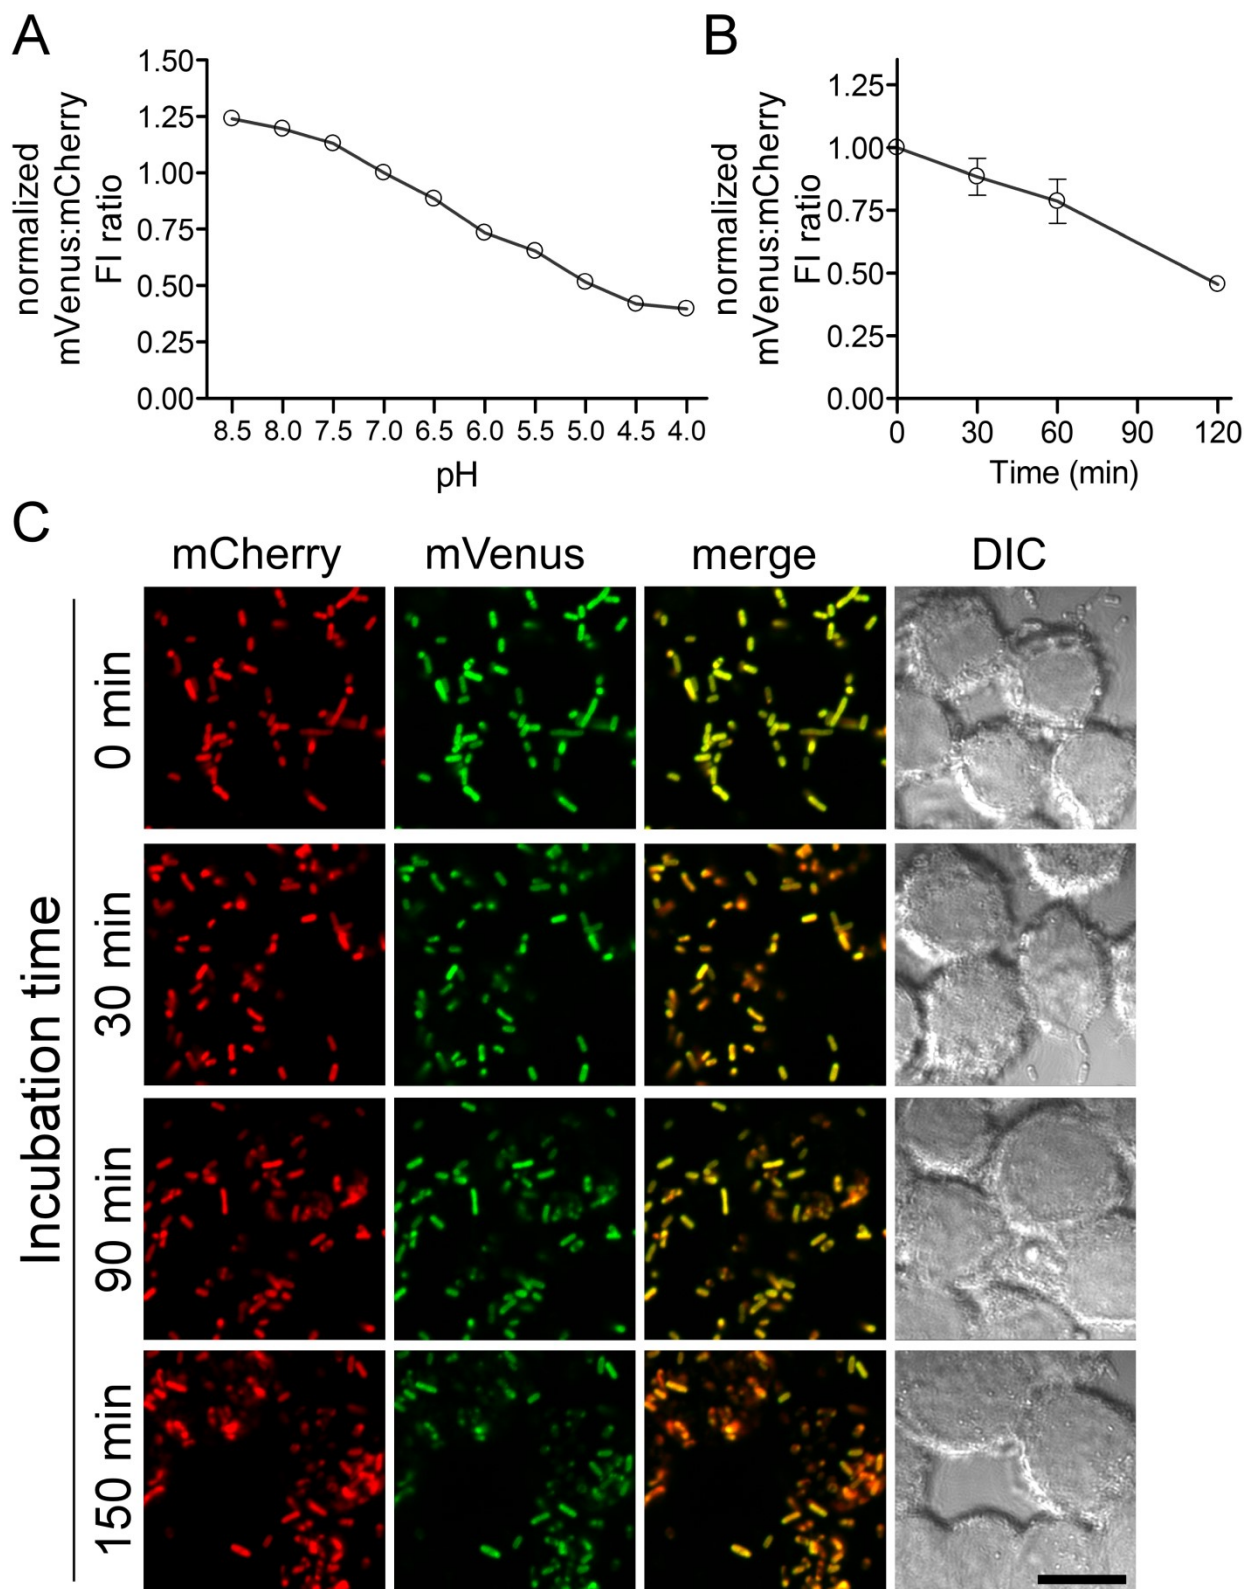 A
normalized
mVenus:mCherry
FI ratio
1.50
1.25
1.00
0.75
0.50
0.25
0.00
8.5 8.0 7.5 7.0 6.5 6.0 5.5 5.0 4.5 4.0
pH
B
normalized
mVenus:mCherry
FI ratio
1.25
1.00
0.75
0.50
1.25
0.00
0 30 60 90 120
Time (min)
C
mCherry mVenus merge DIC
Incubation time
0 min
30 min
90 min
150 min